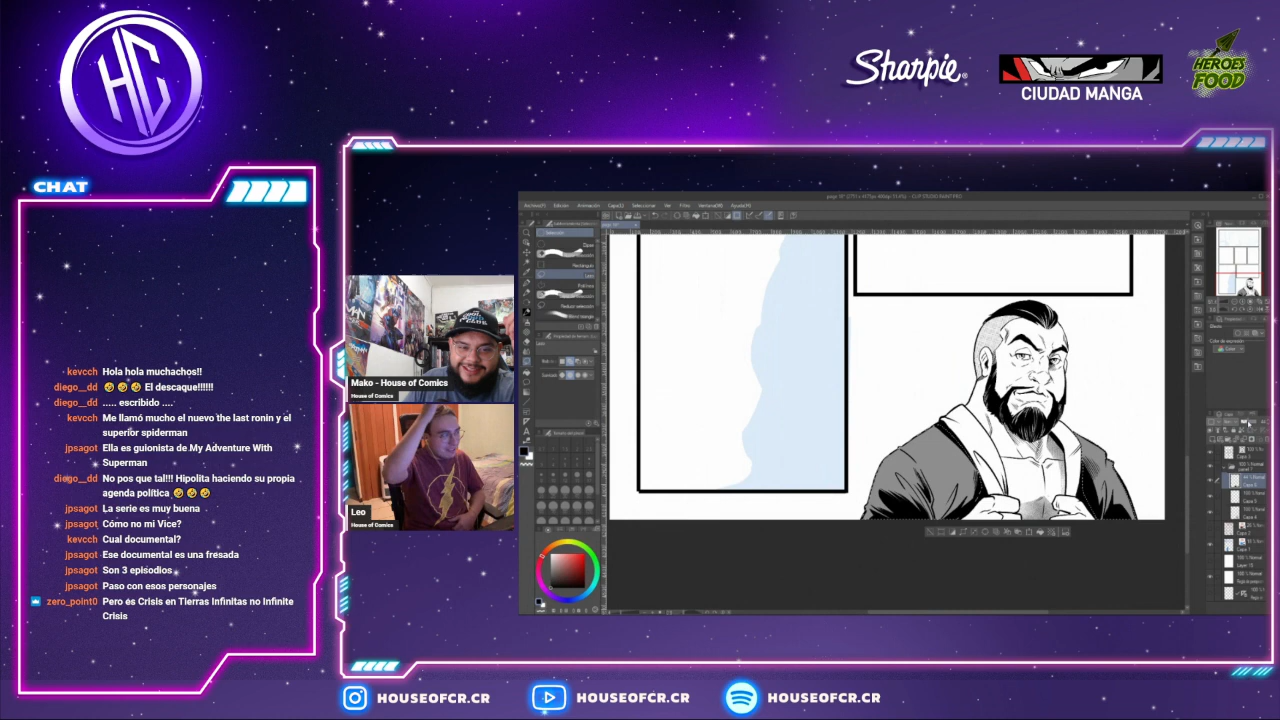 HC
Sharpie®
CIUDAD MANGA
HEROES
FOOD
CHAT
kevcch Hola hola muchachos!!
diego__dd 🤣 🤣 🤣 El descaque!!!!!!
diego__dd ..... escribido ....
kevcch Me llamó mucho el nuevo the last ronin y el
superior spiderman
jpsagot Ella es guionista de My Adventure With
Superman
diego__dd No pos que tal!!! Hipolita haciendo su propia
agenda política 🤣 🤣 🤣
jpsagot La serie es muy buena
jpsagot Cómo no mi Vice?
kevcch Cual documental?
jpsagot Ese documental es una fresada
jpsagot Son 3 episodios
jpsagot Paso con esos personajes
zero_point0 Pero és Crisis en Tierras Infinitas no Infinite
Crisis
Mako - House of Comics
House of Comics
Leo
House of Comics
HOUSEOFCR.CR
HOUSEOFCR.CR
HOUSEOFCR.CR